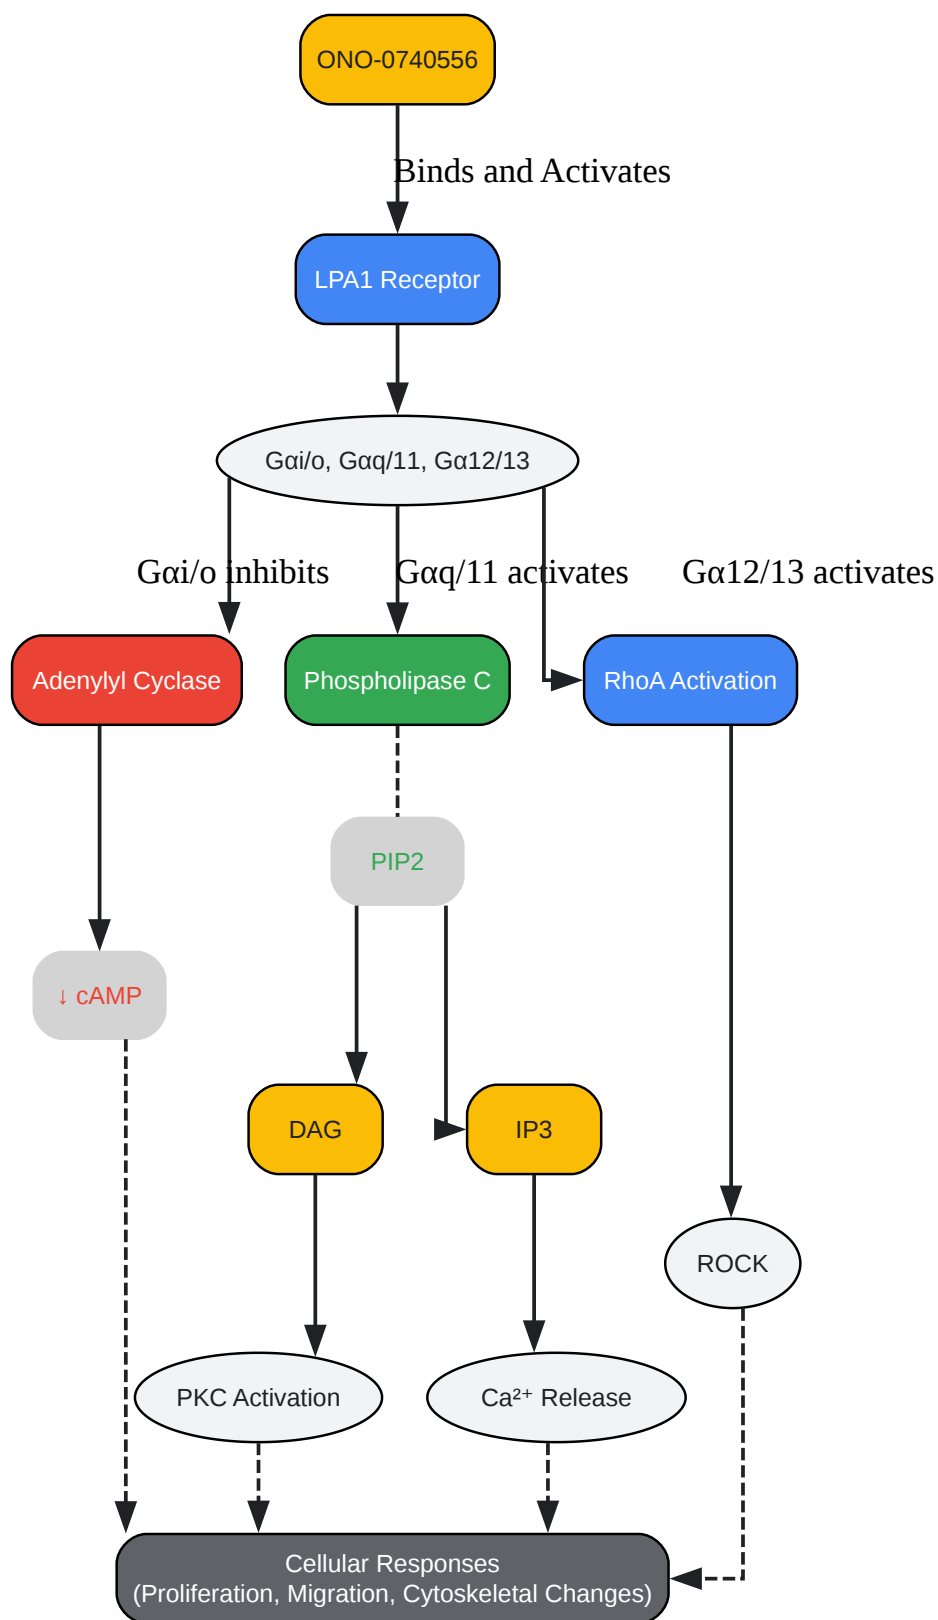 ONO-0740556
Binds and Activates
LPA1 Receptor
Gαi/o, Gαq/11, Gα12/13
Gαi/o inhibits
Gαq/11 activates
Gα12/13 activates
Adenylyl Cyclase
Phospholipase C
RhoA Activation
PIP2
↓ cAMP
DAG
IP3
ROCK
PKC Activation
Ca²⁺ Release
Cellular Responses
(Proliferation, Migration, Cytoskeletal Changes)